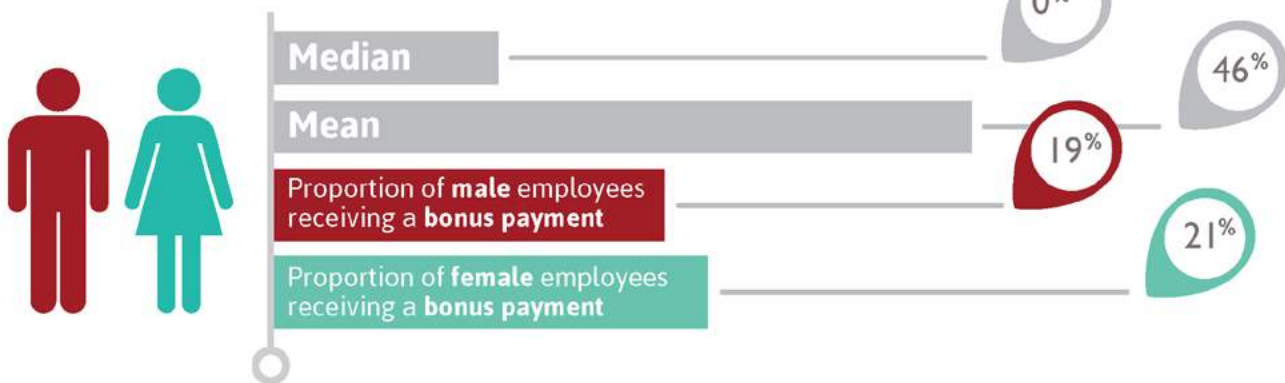 Median
0%
Mean
46%
Proportion of male employees
receiving a bonus payment
19%
Proportion of female employees
receiving a bonus payment
21%